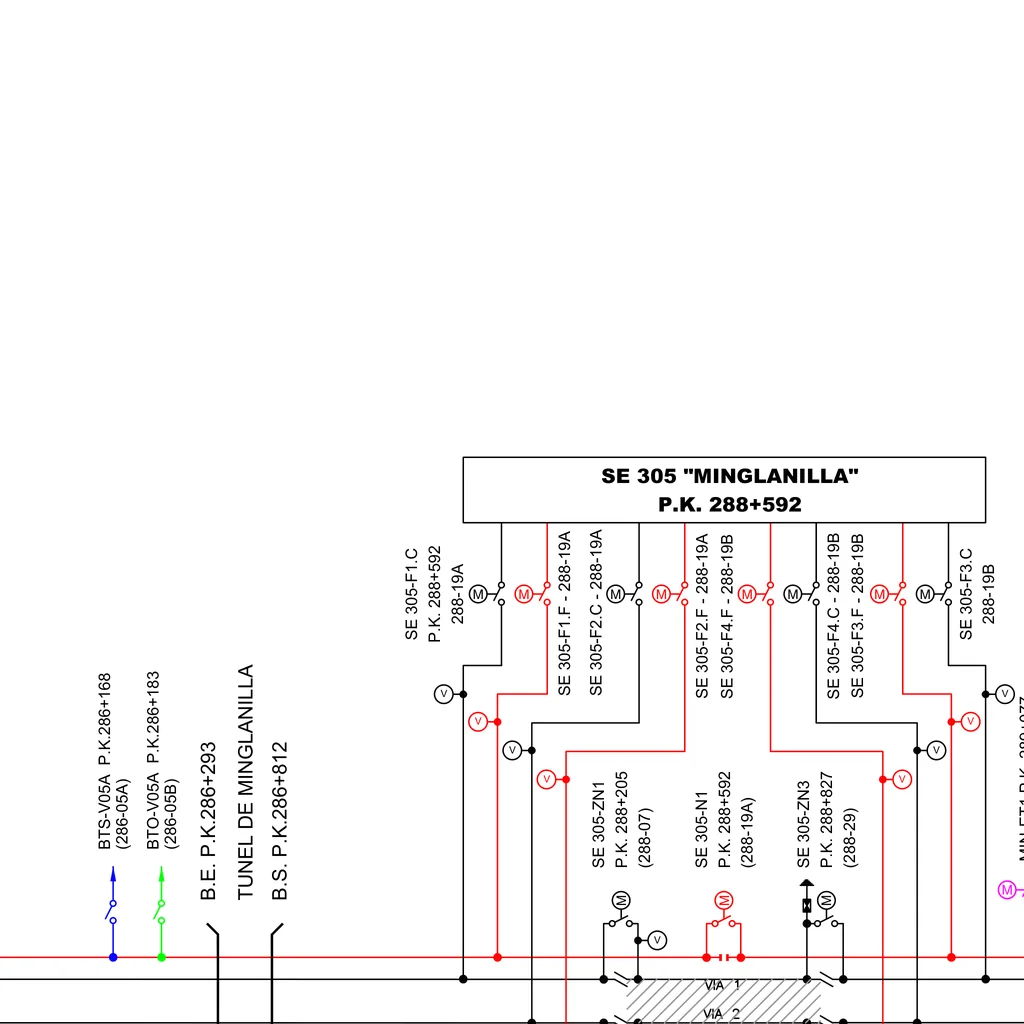 SE 305 "MINGLANILLA"
P.K. 288+592
SE 305-F1.C
P.K. 288+592
288-19A
SE 305-F1.F - 288-19A
SE 305-F2.C - 288-19A
SE 305-F2.F - 288-19A
SE 305-F4.F - 288-19B
SE 305-F4.C - 288-19B
SE 305-F3.F - 288-19B
SE 305-F3.C
288-19B
M
M
M
M
M
M
M
M
V
V
V
V
V
V
V
V
BTS-V05A P.K.286+168
(286-05A)
BTO-V05A P.K.286+183
(286-05B)
B.E. P.K.286+293
TUNEL DE MINGLANILLA
B.S. P.K.286+812
SE 305-ZN1
P.K. 288+205
(288-07)
SE 305-N1
P.K. 288+592
(288-19A)
SE 305-ZN3
P.K. 288+827
(288-29)
M
M
M
M
V
VIA 1
VIA 2